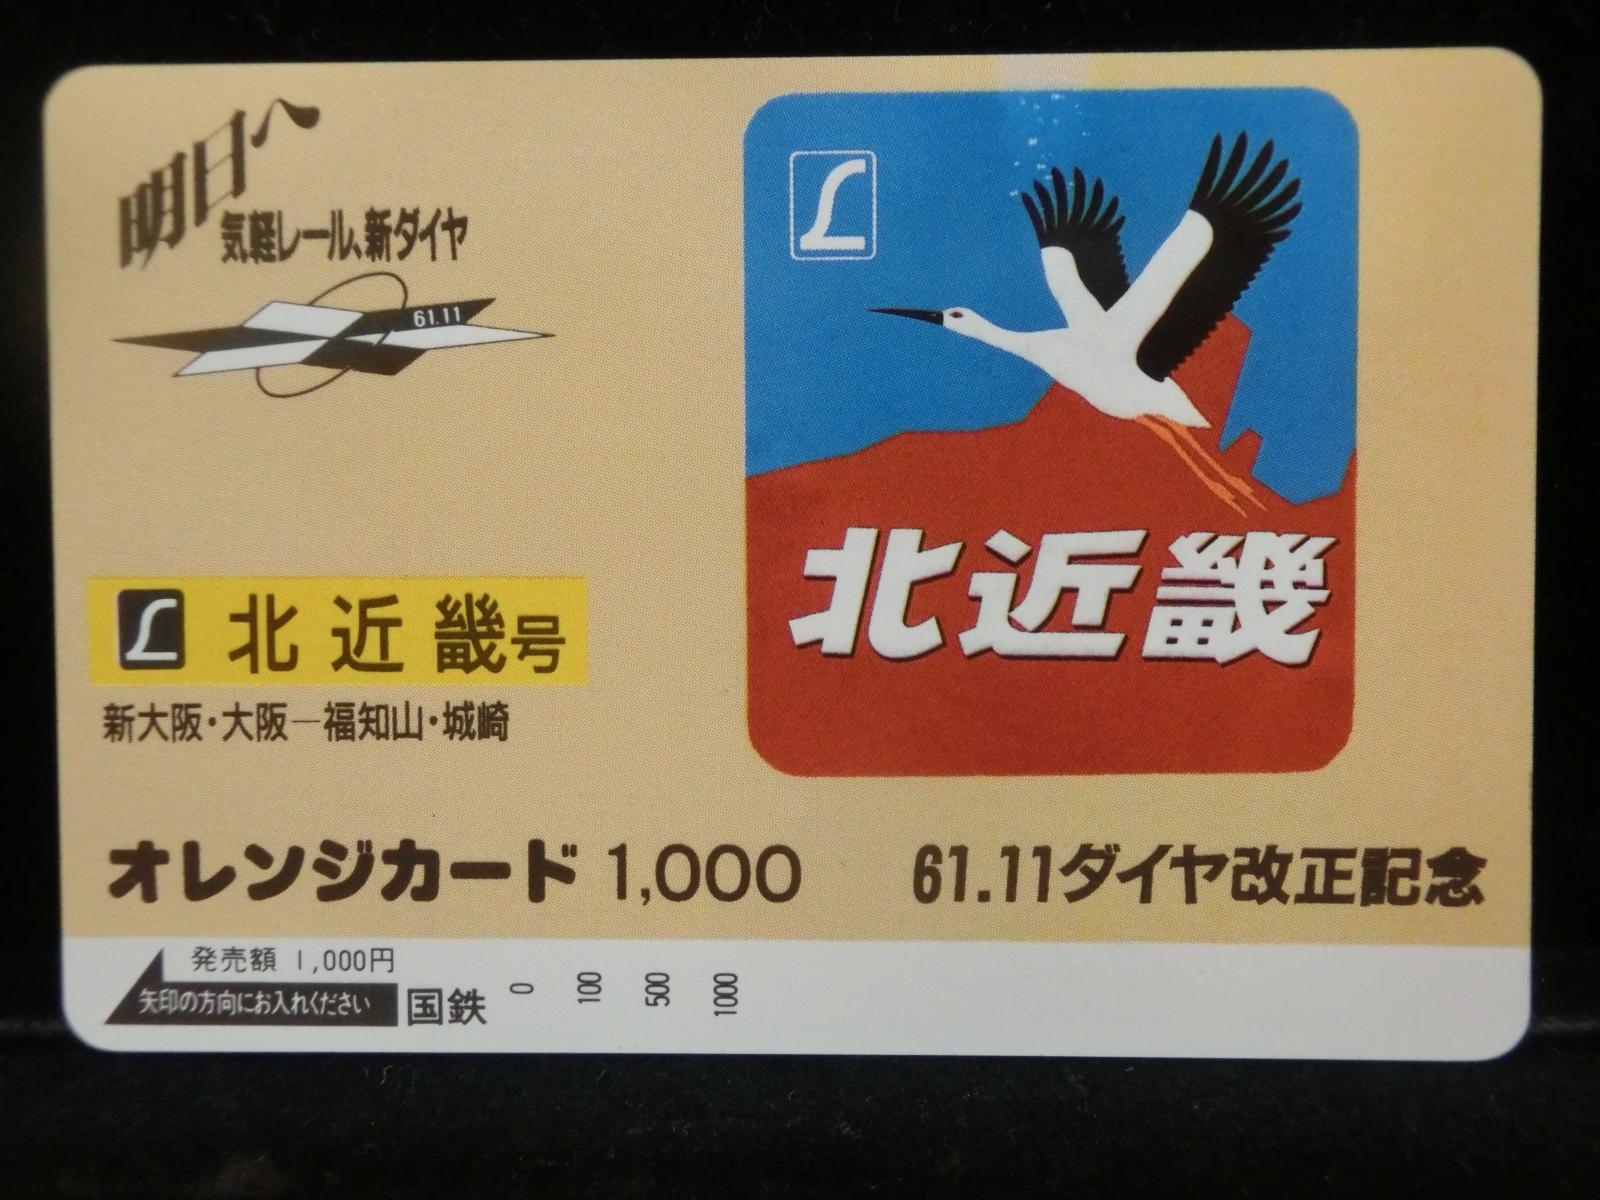 明日へ
気軽レール、新ダイヤ
61.11
L
北近畿
L 北近畿号
新大阪・大阪―福知山・城崎
オレンジカード 1,000
61.11ダイヤ改正記念
発売額 1,000円
矢印の方向にお入れください
国鉄
0 100 500 1000